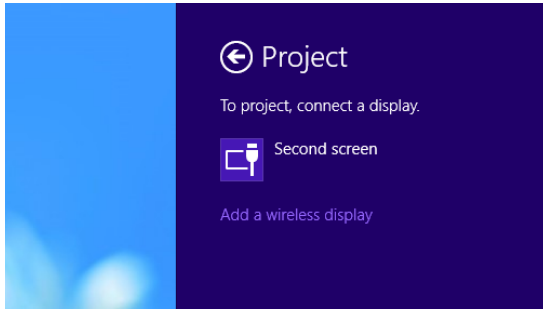 Project
To project, connect a display.
Second screen
Add a wireless display